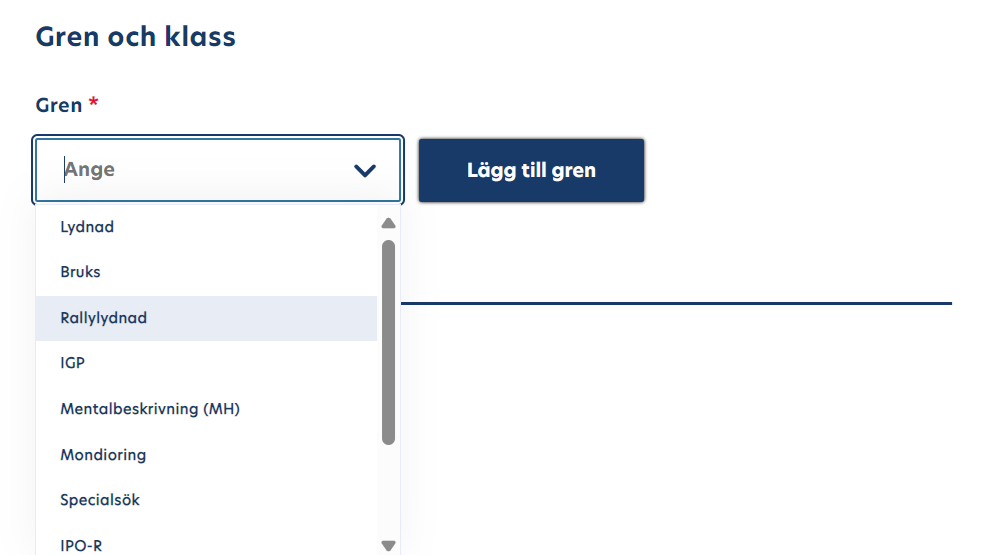 Gren och klass
Gren *
Ange
Lägg till gren
Lydnad
Bruks
Rallylydnad
IGP
Mentalbeskrivning (MH)
Mondioring
Specialsök
IPO-R